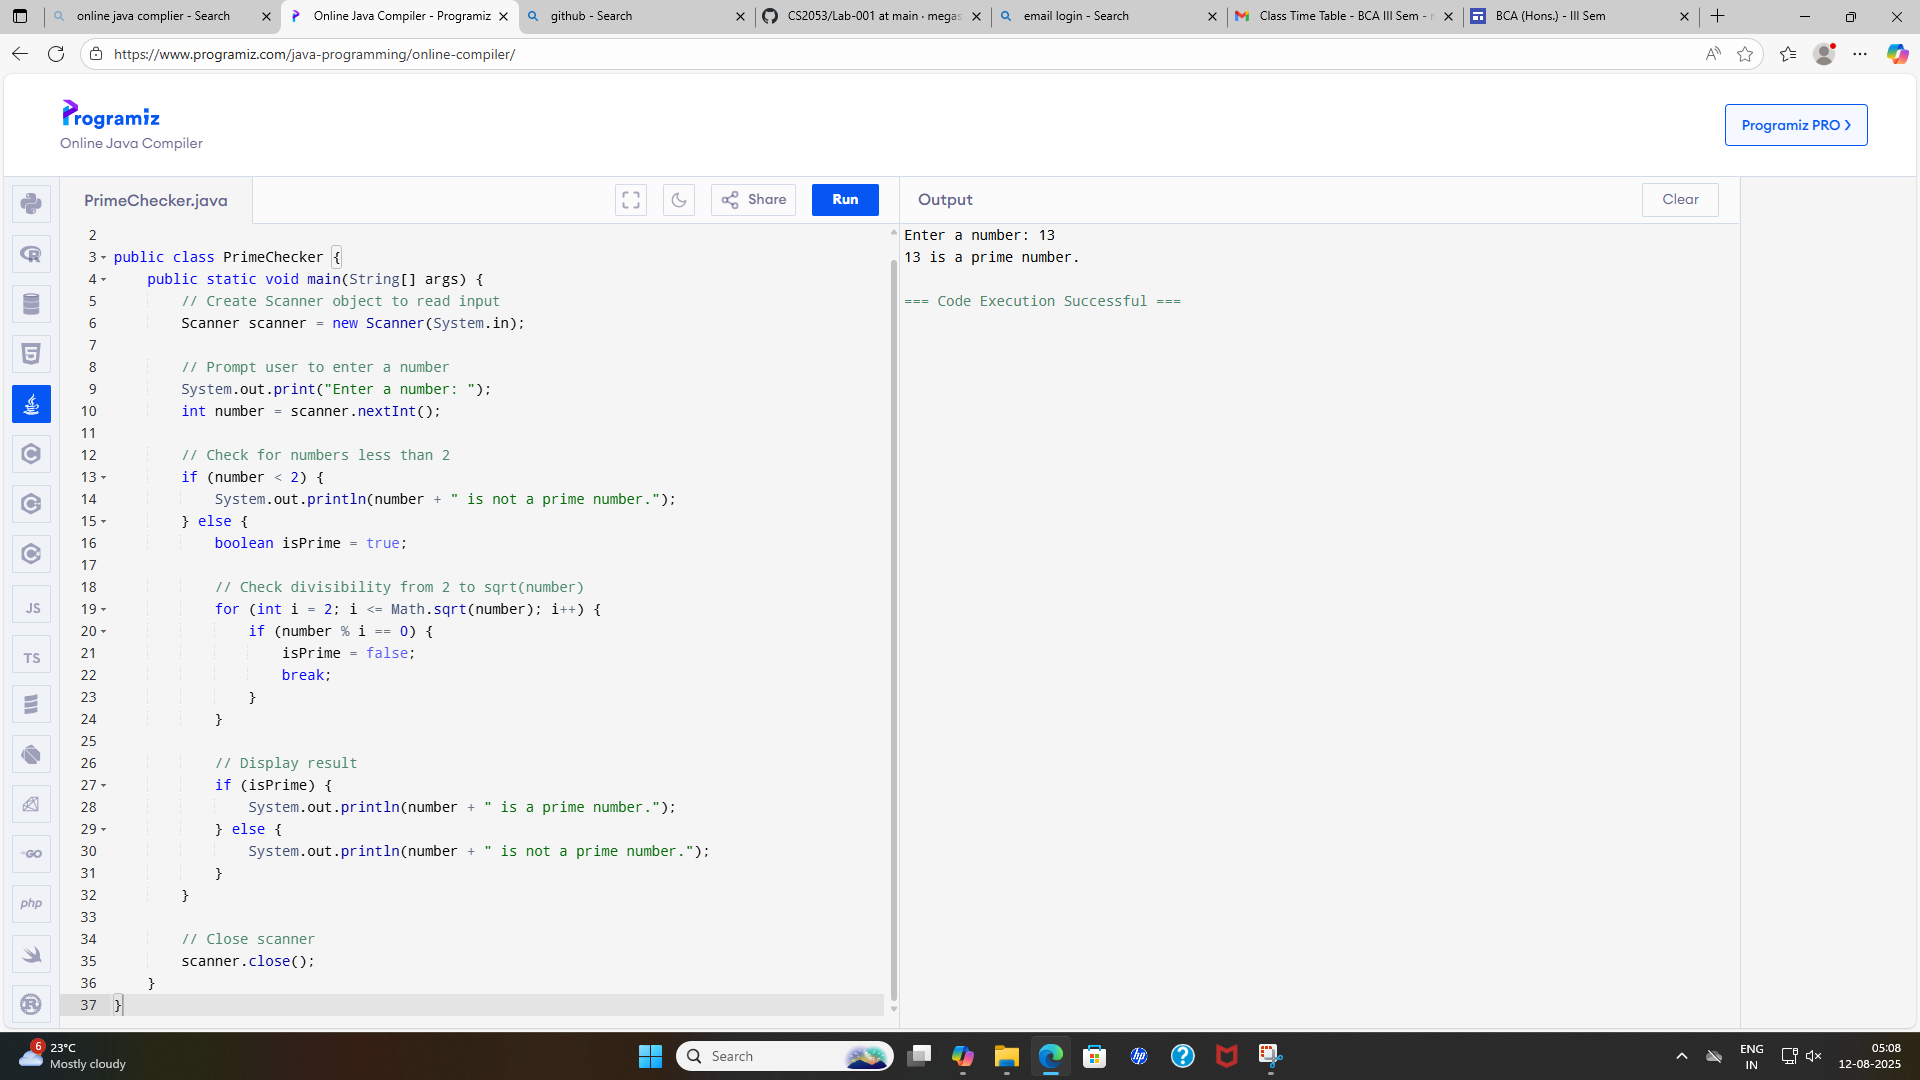 online java complier - Search
Online Java Compiler - Programiz
github - Search
CS2053/Lab-001 at main · megas
email login - Search
Class Time Table - BCA III Sem -
BCA (Hons.) - III Sem
https://www.programiz.com/java-programming/online-compiler/
Programiz
Online Java Compiler
Programiz PRO
PrimeChecker.java
Share
Run
Output
Clear
2
3 public class PrimeChecker {
4 public static void main(String[] args) {
5 // Create Scanner object to read input
6 Scanner scanner = new Scanner(System.in);
7
8 // Prompt user to enter a number
9 System.out.print("Enter a number: ");
10 int number = scanner.nextInt();
11
12 // Check for numbers less than 2
13 if (number < 2) {
14 System.out.println(number + " is not a prime number.");
15 } else {
16 boolean isPrime = true;
17
18 // Check divisibility from 2 to sqrt(number)
19 for (int i = 2; i <= Math.sqrt(number); i++) {
20 if (number % i == 0) {
21 isPrime = false;
22 break;
23 }
24 }
25
26 // Display result
27 if (isPrime) {
28 System.out.println(number + " is a prime number.");
29 } else {
30 System.out.println(number + " is not a prime number.");
31 }
32 }
33
34 // Close scanner
35 scanner.close();
36 }
37 }
Enter a number: 13
13 is a prime number.
=== Code Execution Successful ===
JS
TS
GO
php
6
23°C
Mostly cloudy
Search
hp
ENG
IN
05:08
12-08-2025